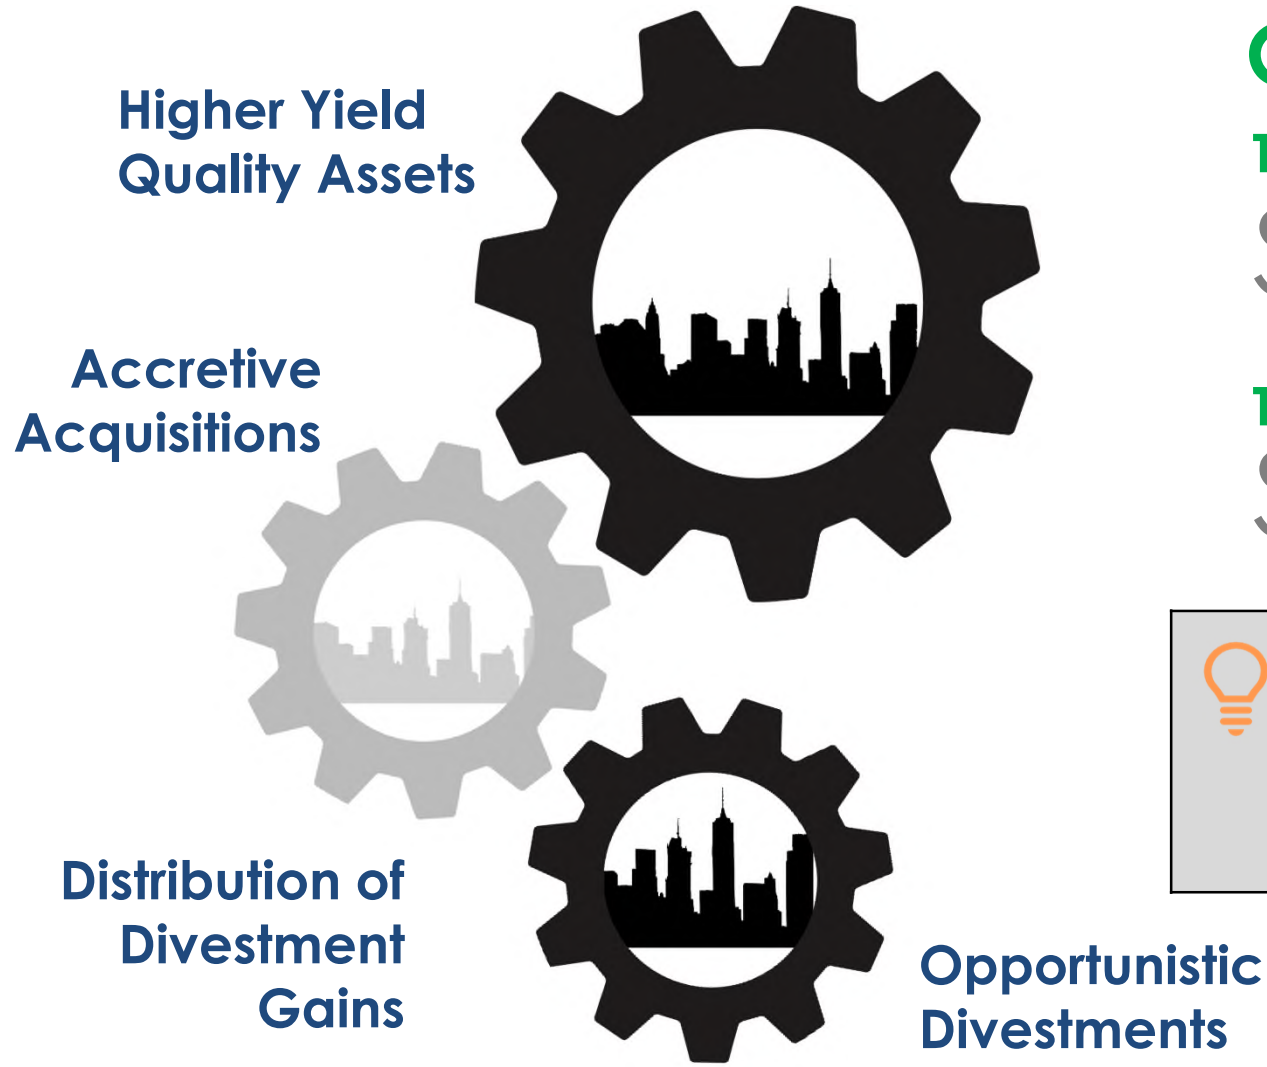 Higher Yield
Quality Assets
Accretive
Acquisitions
Distribution of
Divestment
Gains
Opportunistic
Divestments